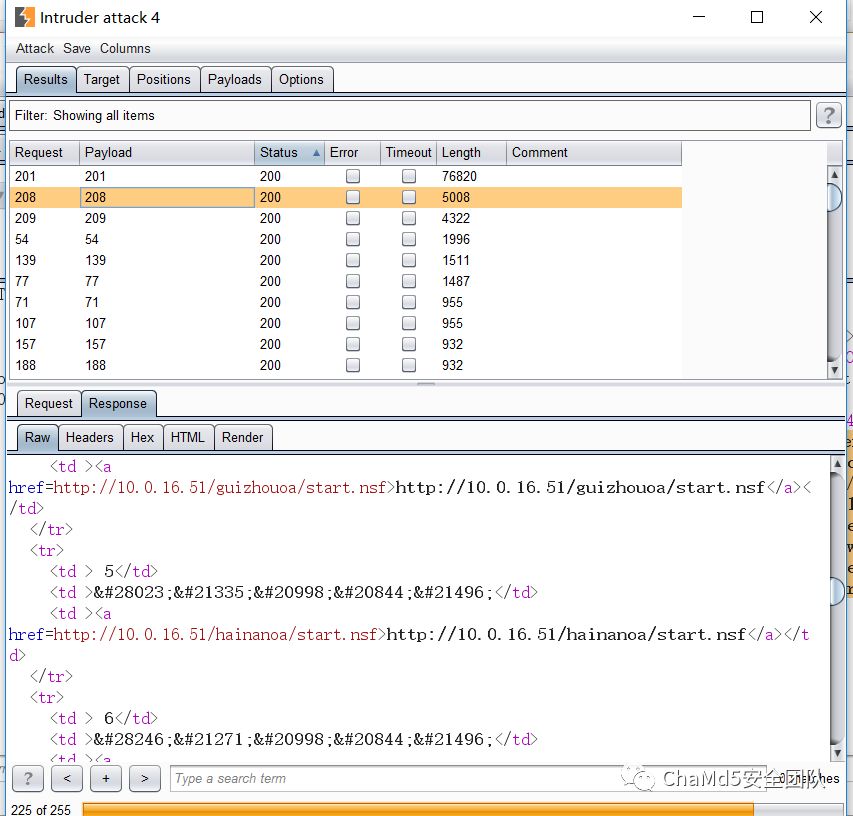 Intruder attack 4
Attack Save Columns
Results Target Positions Payloads Options
Filter: Showing all items
?
Request Payload Status Error Timeout Length Comment
201 201 200 76820
208 208 200 5008
209 209 200 4322
54 54 200 1996
139 139 200 1511
77 77 200 1487
71 71 200 955
107 107 200 955
157 157 200 932
188 188 200 932
Request Response
Raw Headers Hex HTML Render
<td ><a
href=http://10.0.16.51/guizhouoa/start.nsf>http://10.0.16.51/guizhouoa/start.nsf</a><
/td>
</tr>
<tr>
<td > 5</td>
<td >&#28023;&#21335;&#20998;&#20844;&#21496;</td>
<td ><a
href=http://10.0.16.51/hainanoa/start.nsf>http://10.0.16.51/hainanoa/start.nsf</a></t
d>
</tr>
<tr>
<td > 6</td>
<td >&#28246;&#21271;&#20998;&#20844;&#21496;</td>
<td ><a
? < + > Type a search term
ChaMd5安全团队
225 of 255